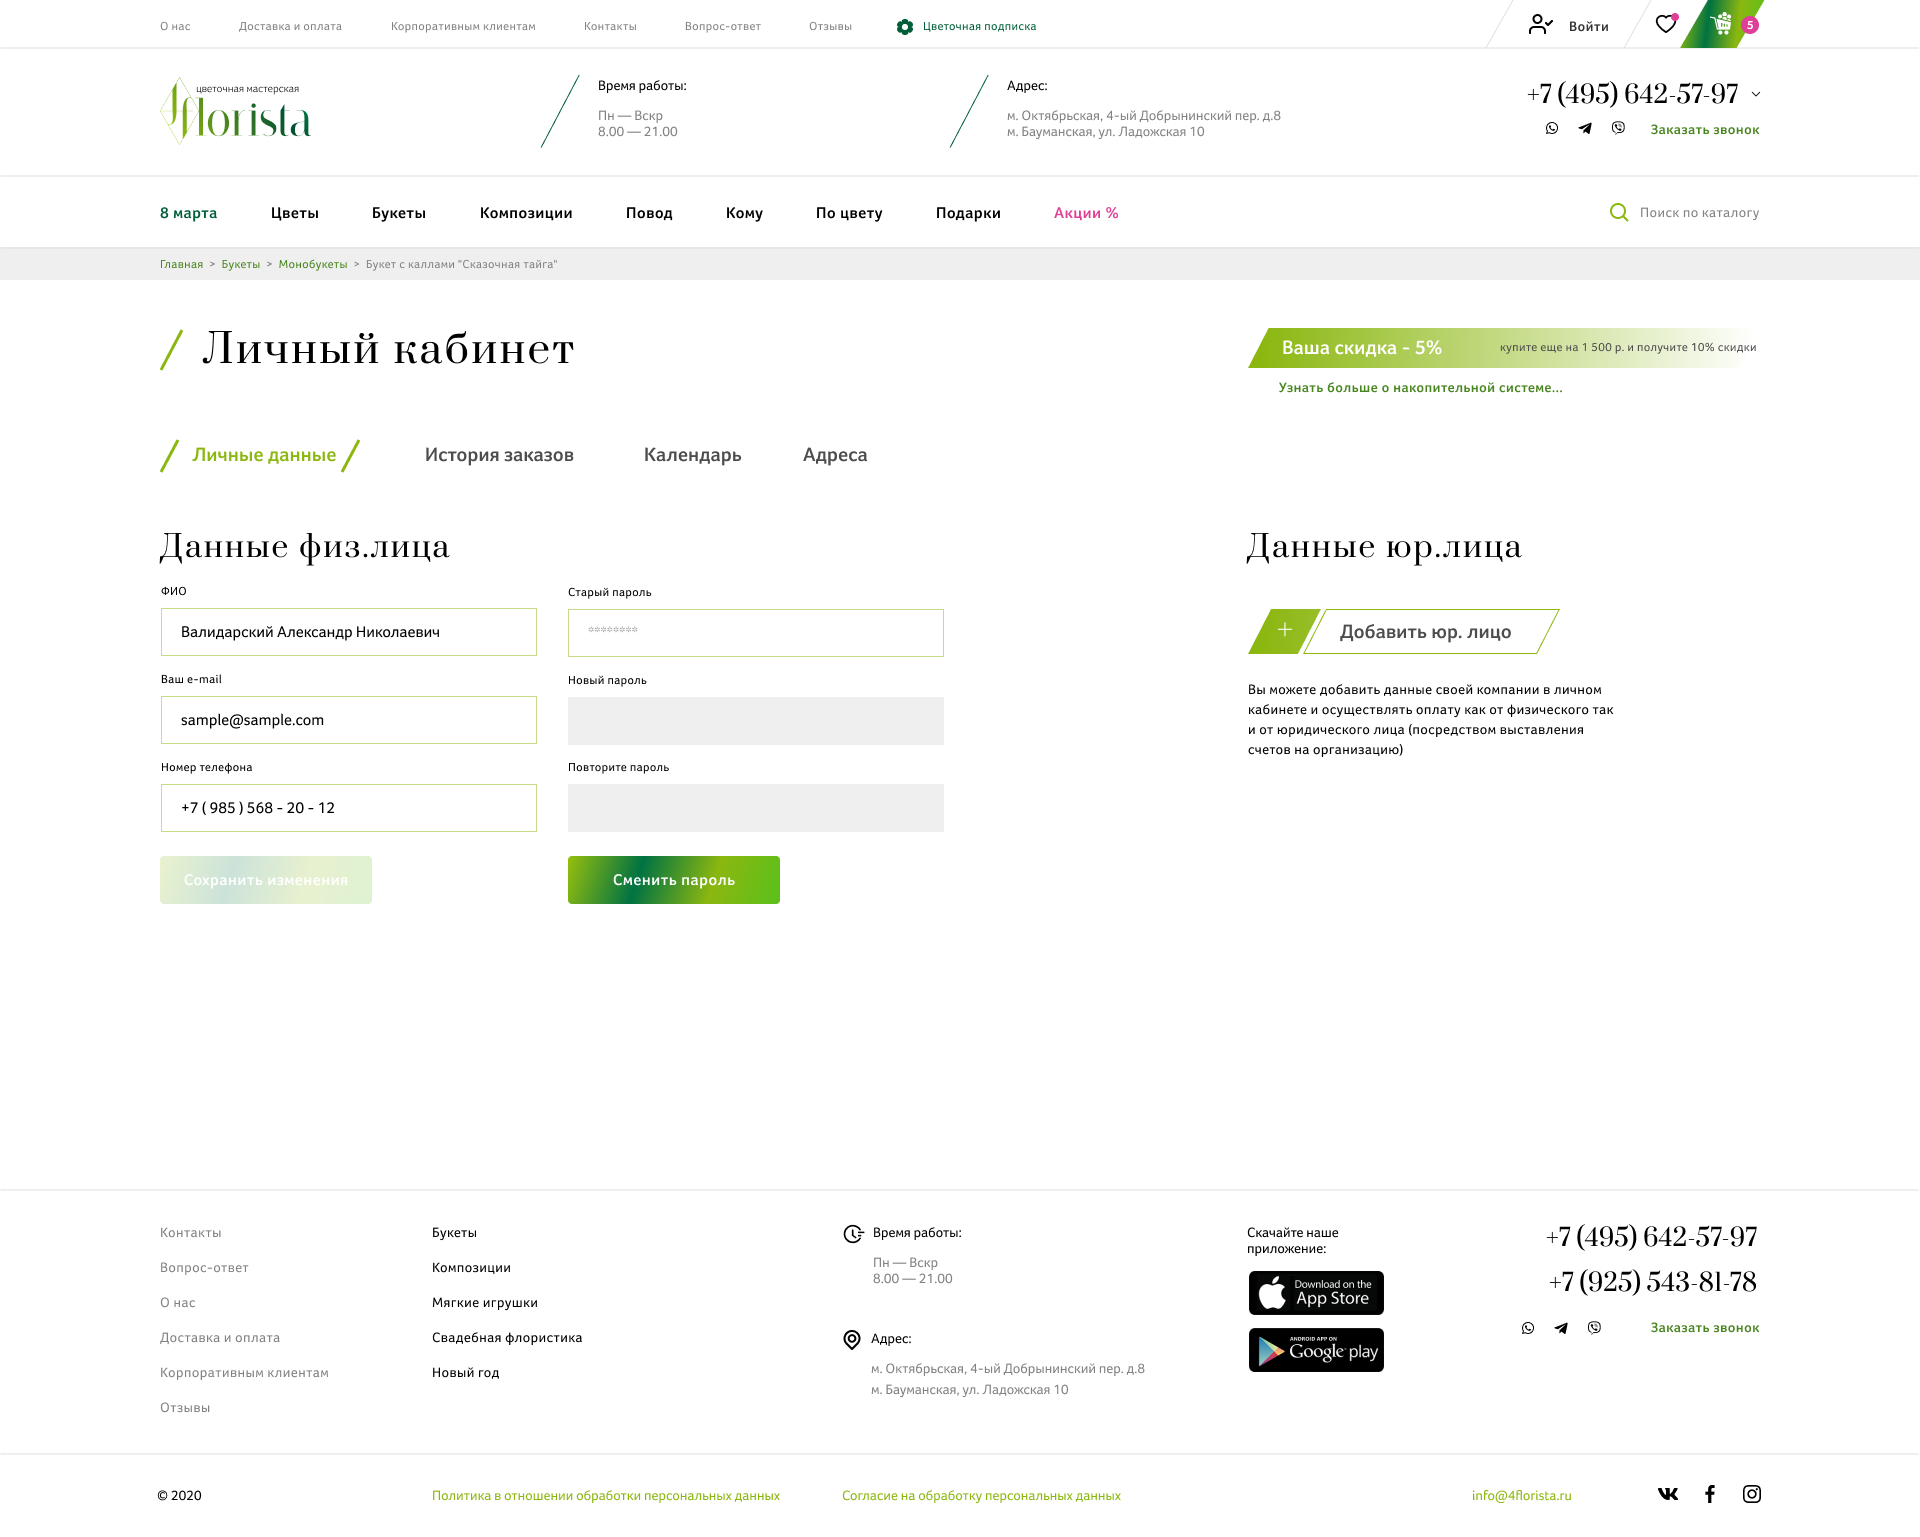 О нас
Доставка и оплата
Корпоративным клиентам
Контакты
Вопрос-ответ
Отзывы
Цветочная подписка
Войти
5
цветочная мастерская
4florista
Время работы:
Пн — Вскр
8.00 — 21.00
Адрес:
м. Октябрьская, 4-ый Добрынинский пер. д.8
м. Бауманская, ул. Ладожская 10
+7 (495) 642-57-97
Заказать звонок
8 марта
Цветы
Букеты
Композиции
Повод
Кому
По цвету
Подарки
Акции %
Поиск по каталогу
Главная > Букеты > Монобукеты > Букет с каллами "Сказочная тайга"
Личный кабинет
Ваша скидка - 5%
купите еще на 1 500 р. и получите 10% скидки
Узнать больше о накопительной системе...
Личные данные
История заказов
Календарь
Адреса
Данные физ.лица
ФИО
Валидарский Александр Николаевич
Ваш e-mail
sample@sample.com
Номер телефона
+7 ( 985 ) 568 - 20 - 12
Сохранить изменения
Старый пароль
********
Новый пароль
Повторите пароль
Сменить пароль
Данные юр.лица
+
Добавить юр. лицо
Вы можете добавить данные своей компании в личном
кабинете и осуществлять оплату как от физического так
и от юридического лица (посредством выставления
счетов на организацию)
Контакты
Вопрос-ответ
О нас
Доставка и оплата
Корпоративным клиентам
Отзывы
Букеты
Композиции
Мягкие игрушки
Свадебная флористика
Новый год
Время работы:
Пн — Вскр
8.00 — 21.00
Адрес:
м. Октябрьская, 4-ый Добрынинский пер. д.8
м. Бауманская, ул. Ладожская 10
Скачайте наше
приложение:
Download on the
App Store
ANDROID APP ON
Google play
+7 (495) 642-57-97
+7 (925) 543-81-78
Заказать звонок
© 2020
Политика в отношении обработки персональных данных
Согласие на обработку персональных данных
info@4florista.ru